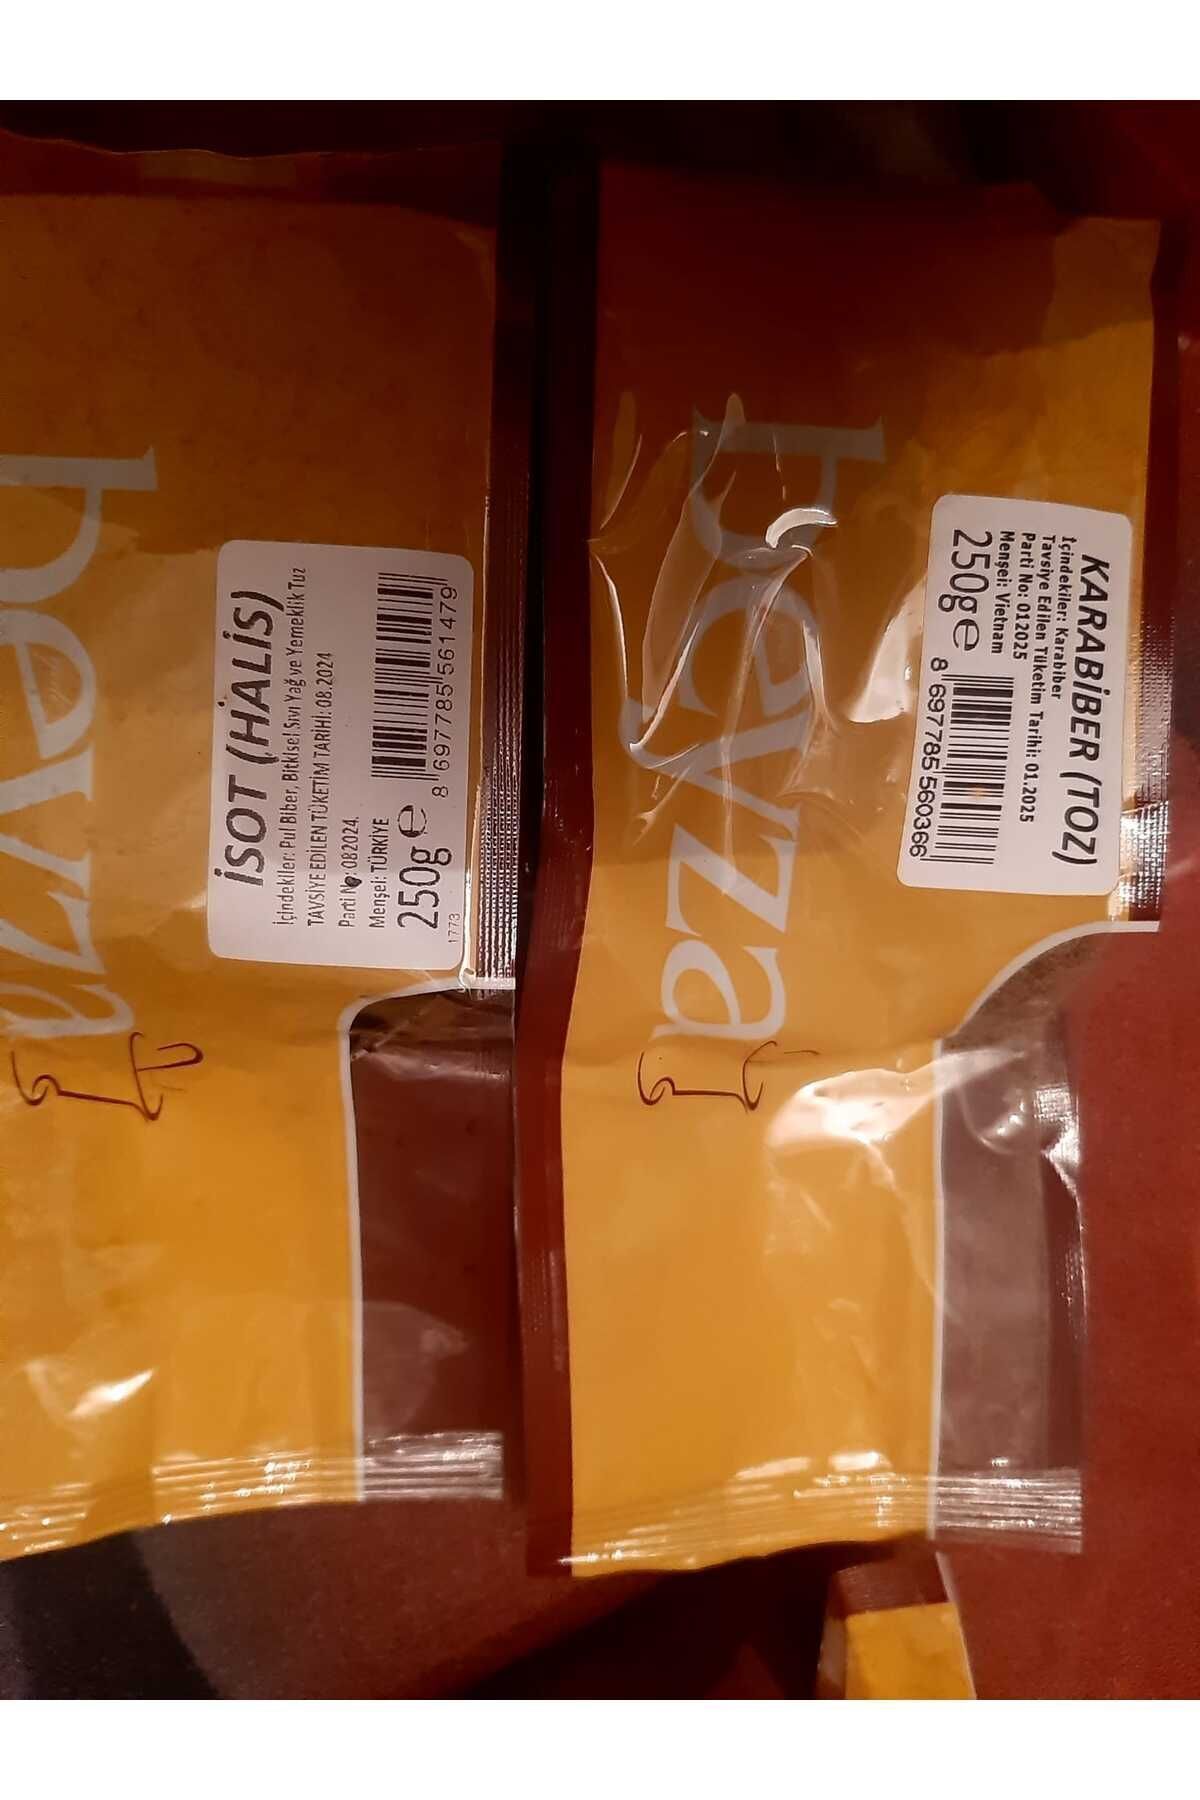 beyza
İSOT (HALİS)
İçindekiler: Pul Biber, Bitkisel Sıvı Yağ ve Yemeklik Tuz
TAVSİYE EDİLEN TÜKETİM TARİHİ: 08.2024
Parti No: 082024
Menşei: TÜRKİYE
250g e
8 697785 561479
1773
beyza
KARABİBER (TOZ)
İçindekiler: Karabiber
Tavsiye Edilen Tüketim Tarihi: 01.2025
Parti No: 012025
Menşei: Vietnam
250g e
8 697785 560366